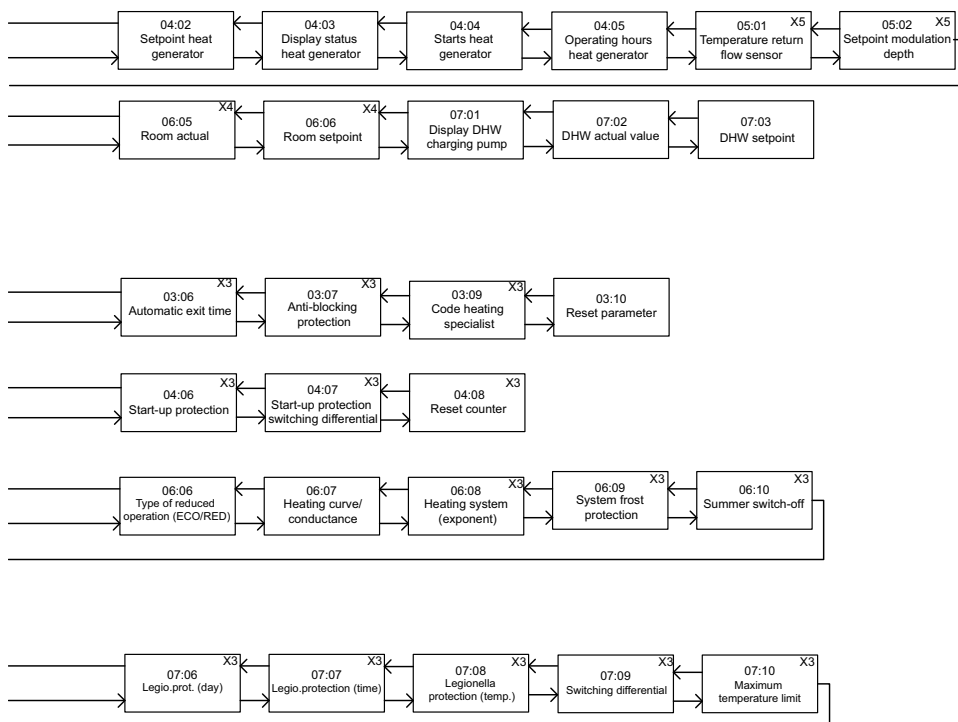 04:02
Setpoint heat
generator
04:03
Display status
heat generator
04:04
Starts heat
generator
04:05
Operating hours
heat generator
X5
05:01
Temperature return
flow sensor
X5
05:02
Setpoint modulation
depth
X4
06:05
Room actual
X4
06:06
Room setpoint
07:01
Display DHW
charging pump
07:02
DHW actual value
07:03
DHW setpoint
X3
03:06
Automatic exit time
X3
03:07
Anti-blocking
protection
X3
03:09
Code heating
specialist
03:10
Reset parameter
X3
04:06
Start-up protection
X3
04:07
Start-up protection
switching differential
X3
04:08
Reset counter
06:06
Type of reduced
operation (ECO/RED)
06:07
Heating curve/
conductance
X3
06:08
Heating system
(exponent)
X3
06:09
System frost
protection
X3
06:10
Summer switch-off
X3
07:06
Legio.prot. (day)
X3
07:07
Legio.protection (time)
X3
07:08
Legionella
protection (temp.)
X3
07:09
Switching differential
X3
07:10
Maximum
temperature limit